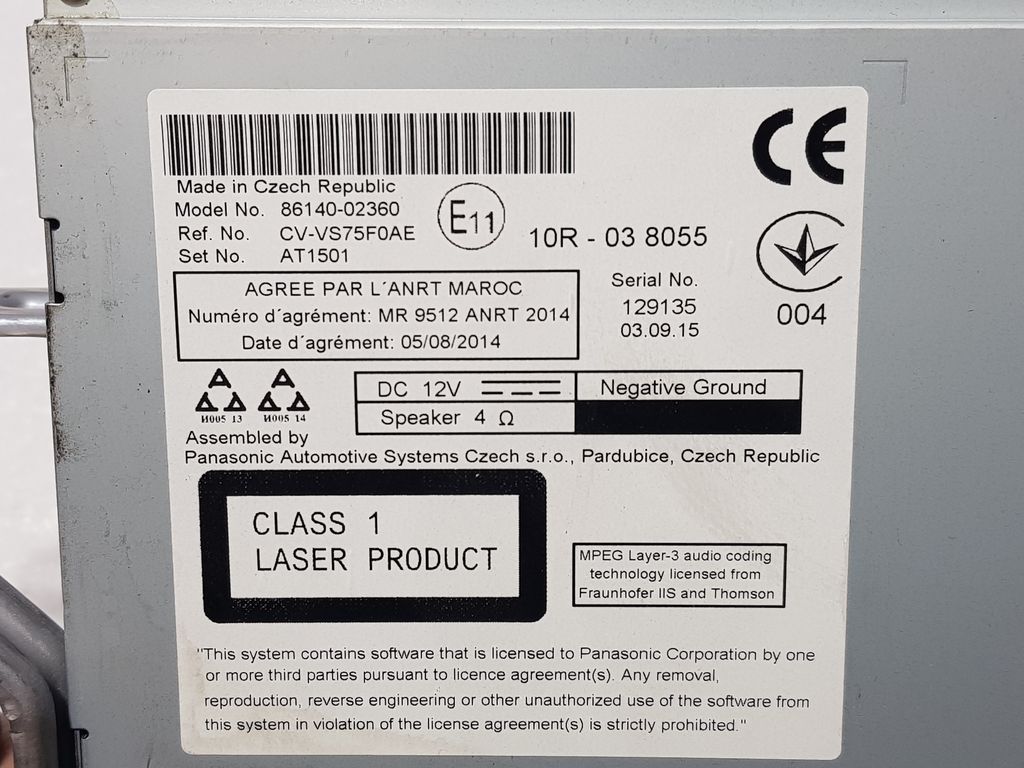 CE
Made in Czech Republic
Model No. 86140-02360
Ref. No. CV-VS75F0AE
Set No. AT1501
E11
10R - 03 8055
AGREE PAR L´ANRT MAROC
Numéro d´agrément: MR 9512 ANRT 2014
Date d´agrément: 05/08/2014
Serial No.
129135
03.09.15
004
И005 13 И005 14
DC 12V Negative Ground
Speaker 4 Ω
Assembled by
Panasonic Automotive Systems Czech s.r.o., Pardubice, Czech Republic
CLASS 1
LASER PRODUCT
MPEG Layer-3 audio coding
technology licensed from
Fraunhofer IIS and Thomson
"This system contains software that is licensed to Panasonic Corporation by one
or more third parties pursuant to licence agreement(s). Any removal,
reproduction, reverse engineering or other unauthorized use of the software from
this system in violation of the license agreement(s) is strictly prohibited."